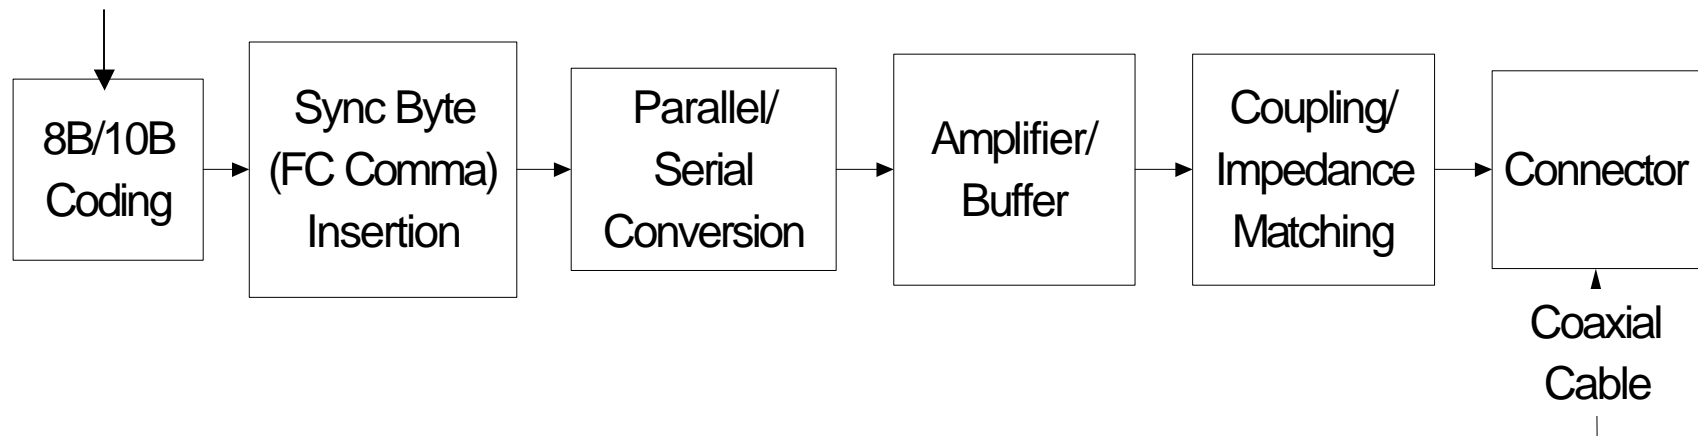 8B/10B
Coding
Sync Byte
(FC Comma)
Insertion
Parallel/
Serial
Conversion
Amplifier/
Buffer
Coupling/
Impedance
Matching
Connector
Coaxial
Cable